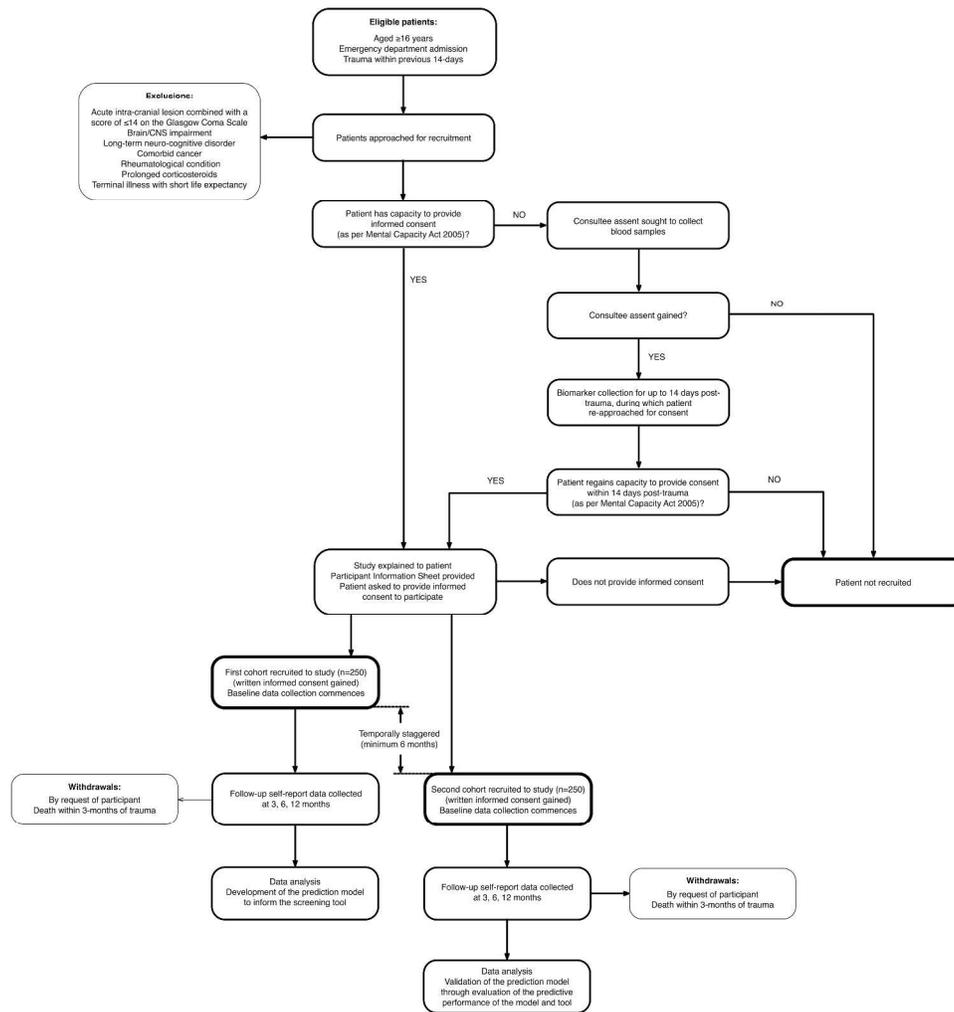 Eligible patients:
Aged ≥16 years
Emergency department admission
Trauma within previous 14-days
Exclusions:
Acute intra-cranial lesion combined with a
score of ≤14 on the Glasgow Coma Scale
Brain/CNS impairment
Long-term neuro-cognitive disorder
Comorbid cancer
Rheumatological condition
Prolonged corticosteroids
Terminal illness with short life expectancy
Patients approached for recruitment
Patient has capacity to provide
informed consent
(as per Mental Capacity Act 2005)?
NO
Consultee assent sought to collect
blood samples
YES
Consultee assent gained?
NO
YES
Biomarker collection for up to 14 days post-
trauma, during which patient
re-approached for consent
Patient regains capacity to provide consent
within 14 days post-trauma
(as per Mental Capacity Act 2005)?
YES
NO
Study explained to patient
Participant Information Sheet provided
Patient asked to provide informed
consent to participate
Does not provide informed consent
Patient not recruited
First cohort recruited to study (n=250)
(written informed consent gained)
Baseline data collection commences
Temporally staggered
(minimum 6 months)
Withdrawals:
By request of participant
Death within 3-months of trauma
Follow-up self-report data collected
at 3, 6, 12 months
Second cohort recruited to study (n=250)
(written informed consent gained)
Baseline data collection commences
Data analysis
Development of the prediction model
to inform the screening tool
Follow-up self-report data collected
at 3, 6, 12 months
Withdrawals:
By request of participant
Death within 3-months of trauma
Data analysis
Validation of the prediction model
through evaluation of the predictive
performance of the model and tool